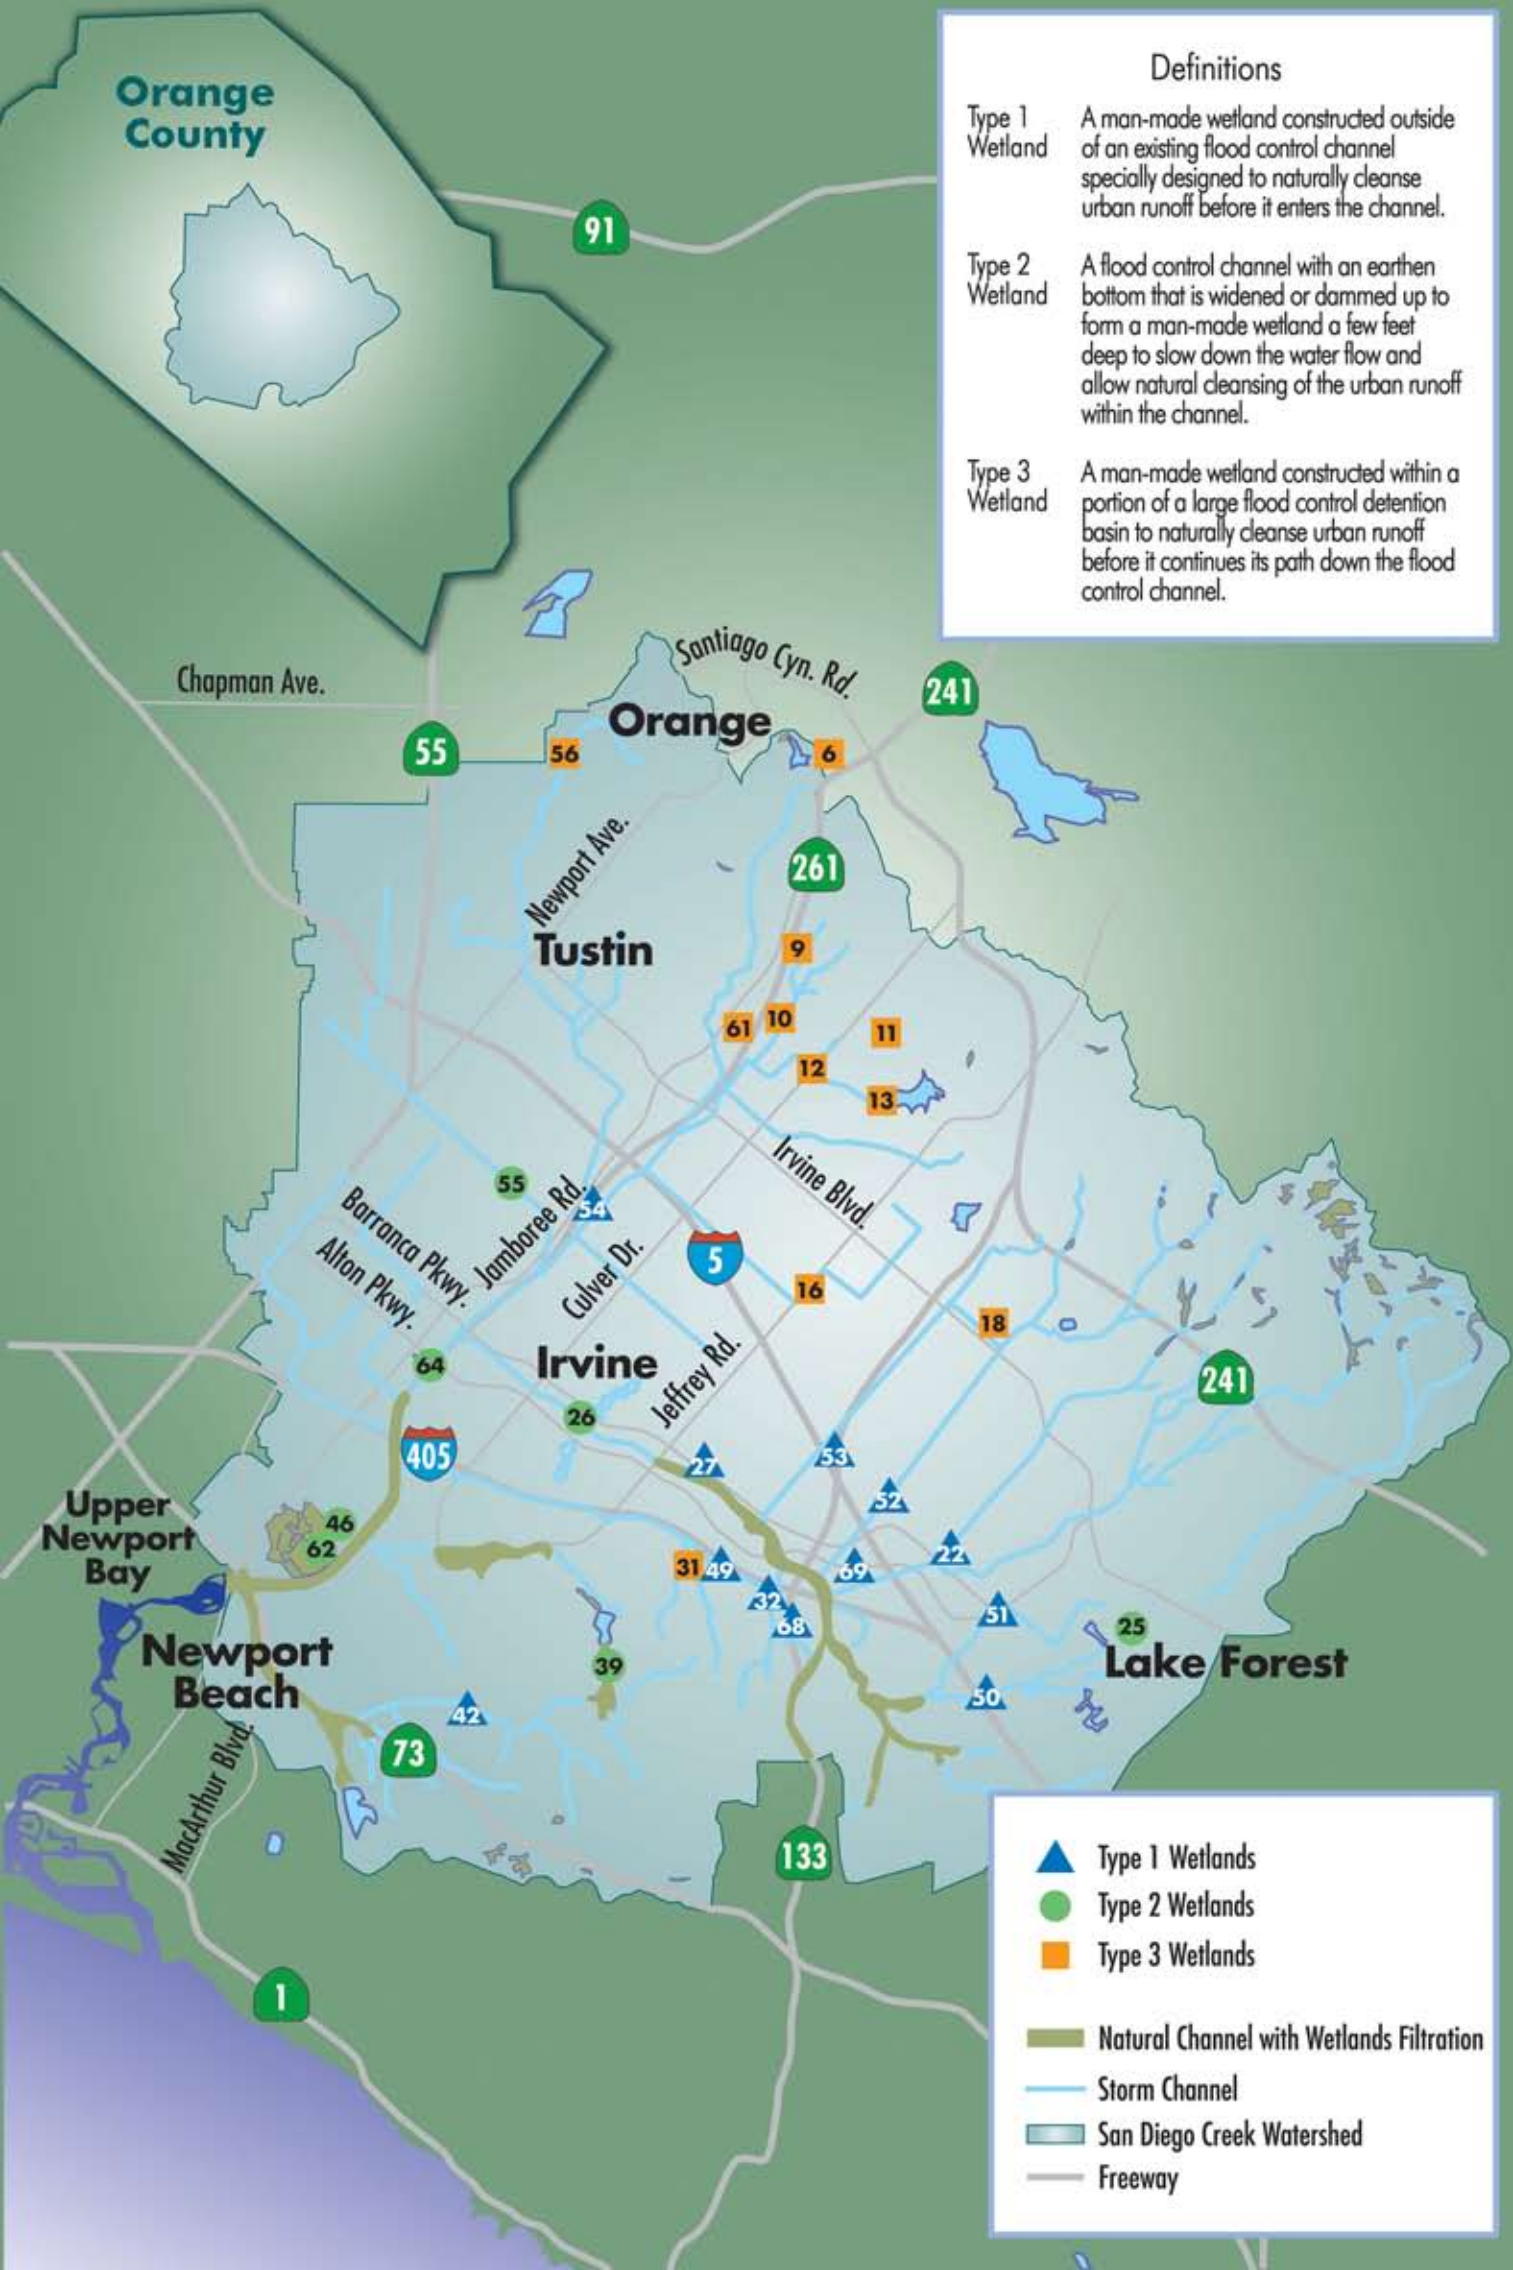 Orange
County
Definitions
Type 1
Wetland
A man-made wetland constructed outside
of an existing flood control channel
specially designed to naturally cleanse
urban runoff before it enters the channel.
Type 2
Wetland
A flood control channel with an earthen
bottom that is widened or dammed up to
form a man-made wetland a few feet
deep to slow down the water flow and
allow natural cleansing of the urban runoff
within the channel.
Type 3
Wetland
A man-made wetland constructed within a
portion of a large flood control detention
basin to naturally cleanse urban runoff
before it continues its path down the flood
control channel.
91
Santiago Cyn. Rd.
Chapman Ave.
241
Orange
55
56
6
Newport Ave.
261
Tustin
9
61
10
11
12
13
Irvine Blvd.
55
54
Barranca Pkwy.
Jamboree Rd.
Alton Pkwy.
Culver Dr.
5
16
18
64
Irvine
Jeffrey Rd.
241
26
405
27
53
52
Upper
Newport
Bay
46
62
22
31
49
69
32
68
51
25
Lake Forest
Newport
Beach
39
50
42
73
MacArthur Blvd.
133
1
Type 1 Wetlands
Type 2 Wetlands
Type 3 Wetlands
Natural Channel with Wetlands Filtration
Storm Channel
San Diego Creek Watershed
Freeway